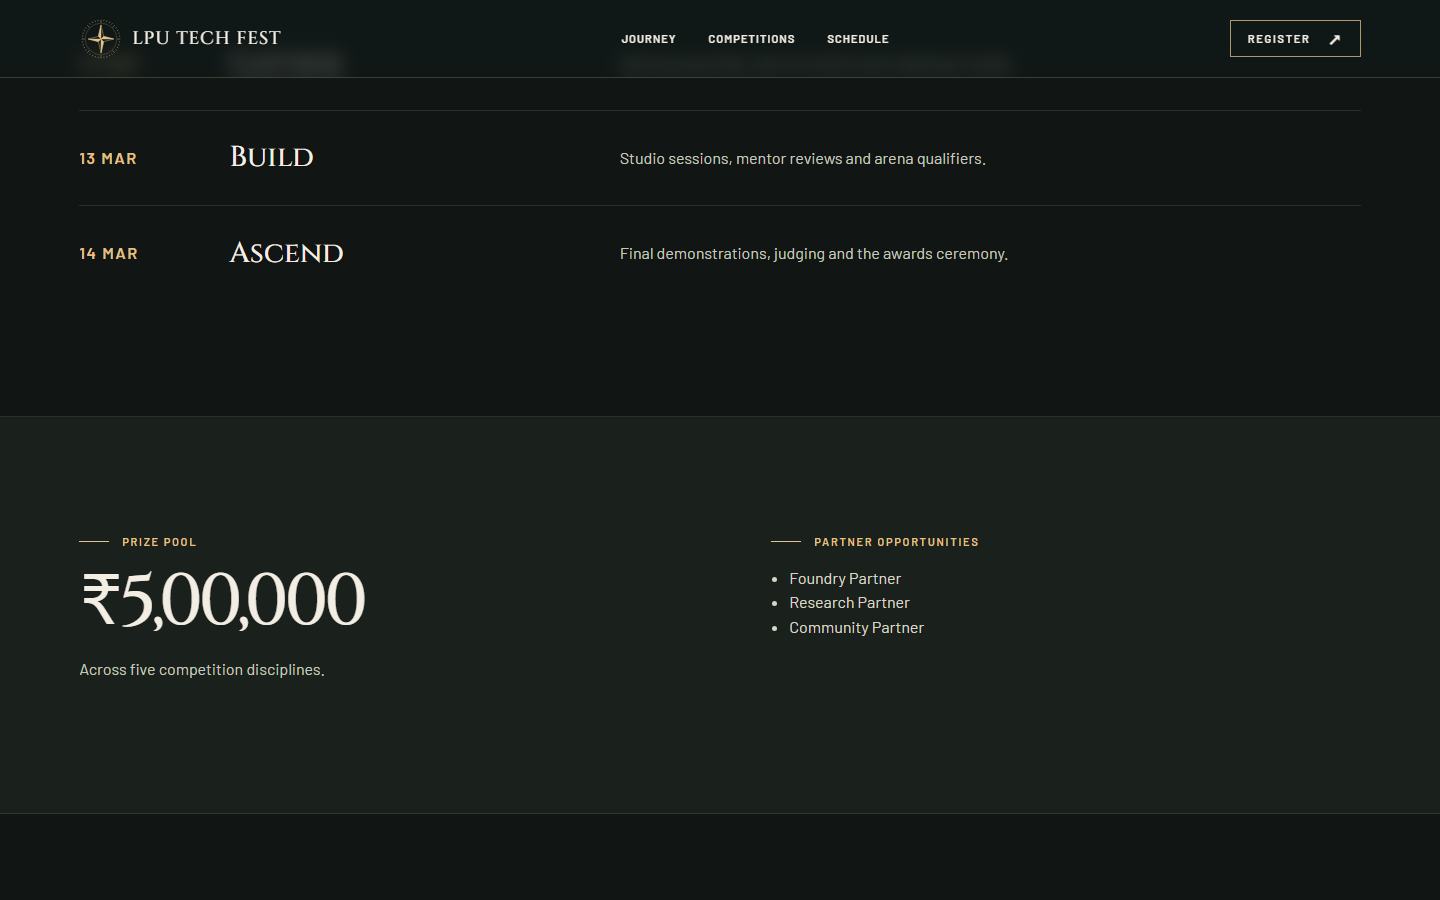 LPU TECH FEST
JOURNEY COMPETITIONS SCHEDULE
REGISTER ↗
13 MAR
Build
Studio sessions, mentor reviews and arena qualifiers.
14 MAR
Ascend
Final demonstrations, judging and the awards ceremony.
PRIZE POOL
₹5,00,000
Across five competition disciplines.
PARTNER OPPORTUNITIES
• Foundry Partner
• Research Partner
• Community Partner